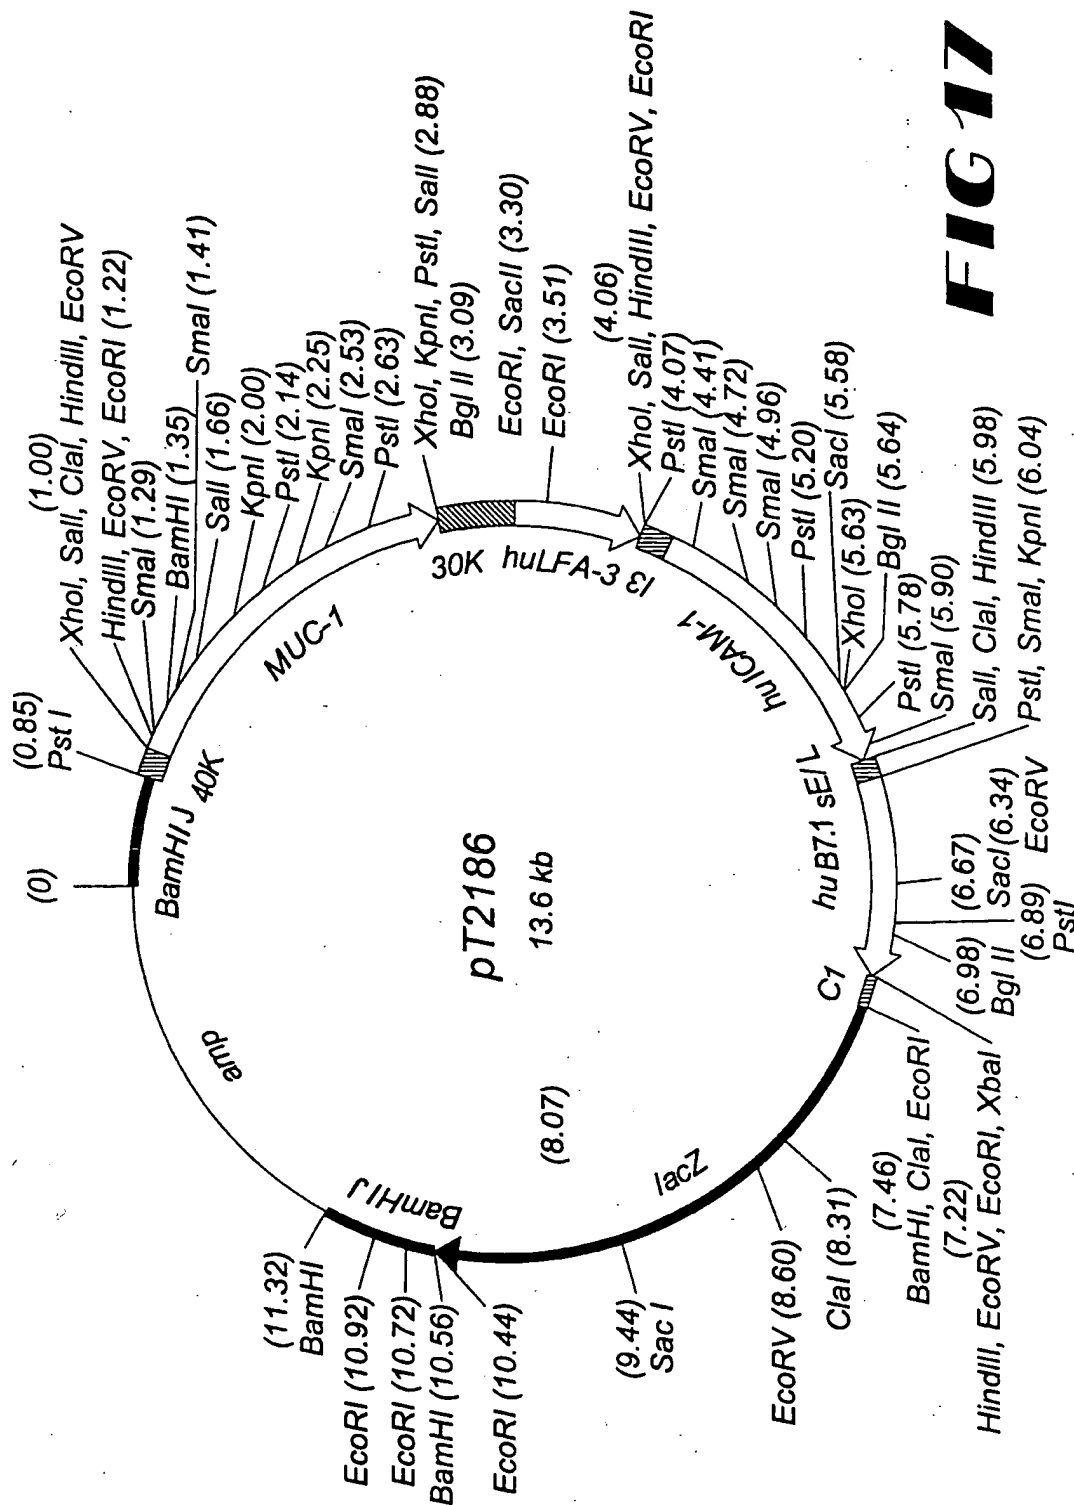 (0)
(0.85)
Pst I
(1.00)
XhoI, SalI, ClaI, HindIII, EcoRV
HindIII, EcoRV, EcoRI (1.22)
SmaI (1.29)
BamHI (1.35)
SmaI (1.41)
SalI (1.66)
KpnI (2.00)
PstI (2.14)
KpnI (2.25)
SmaI (2.53)
PstI (2.63)
XhoI, KpnI, PstI, SalI (2.88)
Bgl II (3.09)
EcoRI, SacII (3.30)
EcoRI (3.51)
(4.06)
XhoI, SalI, HindIII, EcoRV, EcoRI
PstI (4.07)
SmaI (4.41)
SmaI (4.72)
SmaI (4.96)
PstI (5.20)
SacI (5.58)
XhoI (5.63)
Bgl II (5.64)
PstI (5.78)
SmaI (5.90)
SalI, ClaI, HindIII (5.98)
PstI, SmaI, KpnI (6.04)
(6.34)
EcoRV
(6.67)
SacI
(6.89)
PstI
(6.98)
Bgl II
(7.22)
HindIII, EcoRV, EcoRI, XbaI
(7.46)
BamHI, ClaI, EcoRI
(8.07)
ClaI (8.31)
EcoRV (8.60)
(9.44)
Sac I
EcoRI (10.44)
BamHI (10.56)
EcoRI (10.72)
EcoRI (10.92)
(11.32)
BamHI
BamHI J
40K
MUC-1
30K
huLFA-3
I3
huICAM-1
sE/L
huB7.1
C1
lacZ
BamHI J
amp
pT2186
13.6 kb
FIG 17